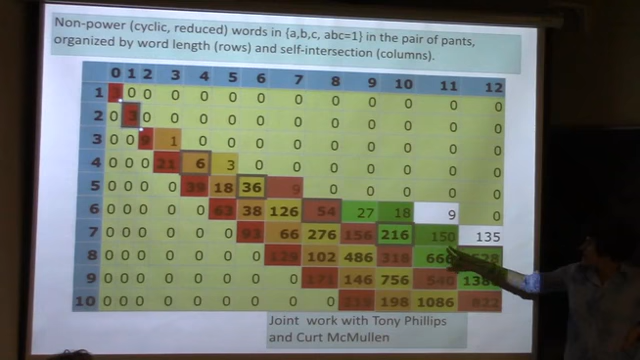 Non-power (cyclic, reduced) words in {a,b,c, abc=1} in the pair of pants,
organized by word length (rows) and self-intersection (columns).
0 1 2 3 4 5 6 7 8 9 10 11 12
1 0 0 0 0 0 0 0 0 0 0 0 0
2 0 3 0 0 0 0 0 0 0 0 0 0
3 0 0 9 1 0 0 0 0 0 0 0 0 0
4 0 0 0 21 6 3 0 0 0 0 0 0 0
5 0 0 0 0 39 18 36 9 0 0 0 0 0
6 0 0 0 0 0 63 38 126 54 27 18 9 0
7 0 0 0 0 0 0 93 66 276 156 216 150 135
8 0 0 0 0 0 0 0 129 102 486 318 666
9 0 0 0 0 0 0 0 0 171 146 756 540
10 0 0 0 0 0 0 0 0 0 198 1086 822
Joint work with Tony Phillips
and Curt McMullen